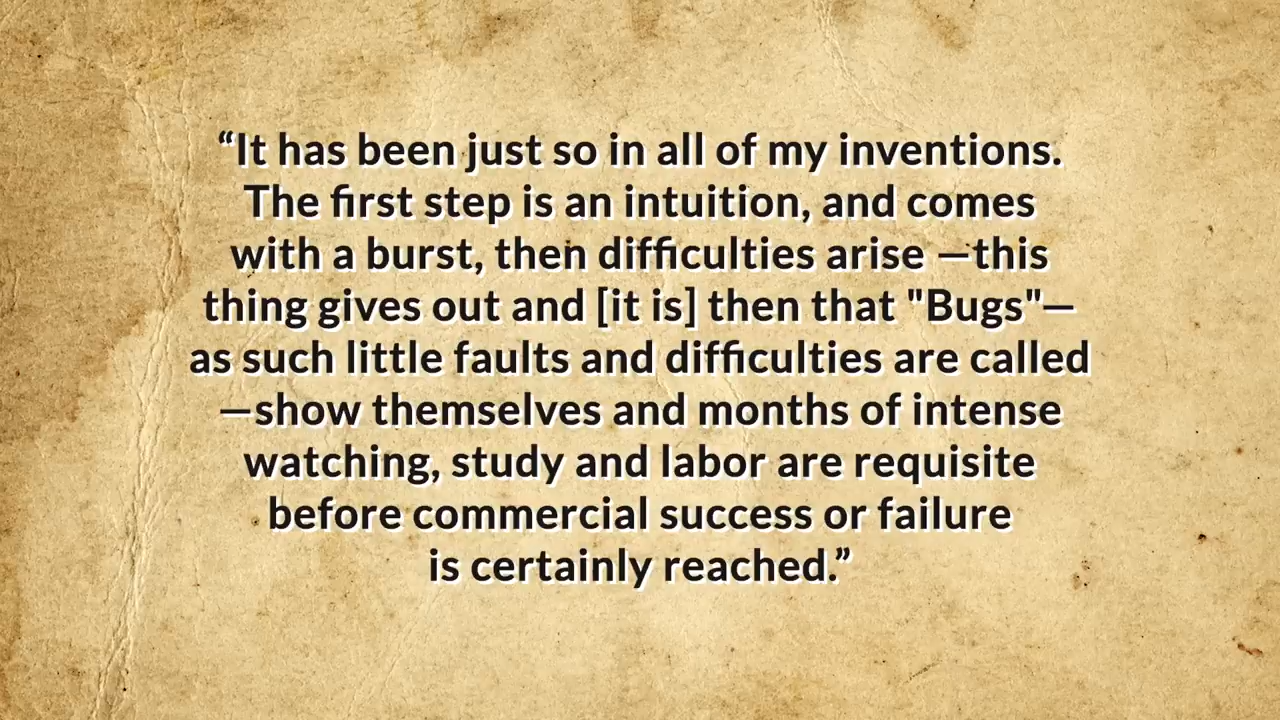 “It has been just so in all of my inventions.
The first step is an intuition, and comes
with a burst, then difficulties arise —this
thing gives out and [it is] then that "Bugs"—
as such little faults and difficulties are called
—show themselves and months of intense
watching, study and labor are requisite
before commercial success or failure
is certainly reached.”